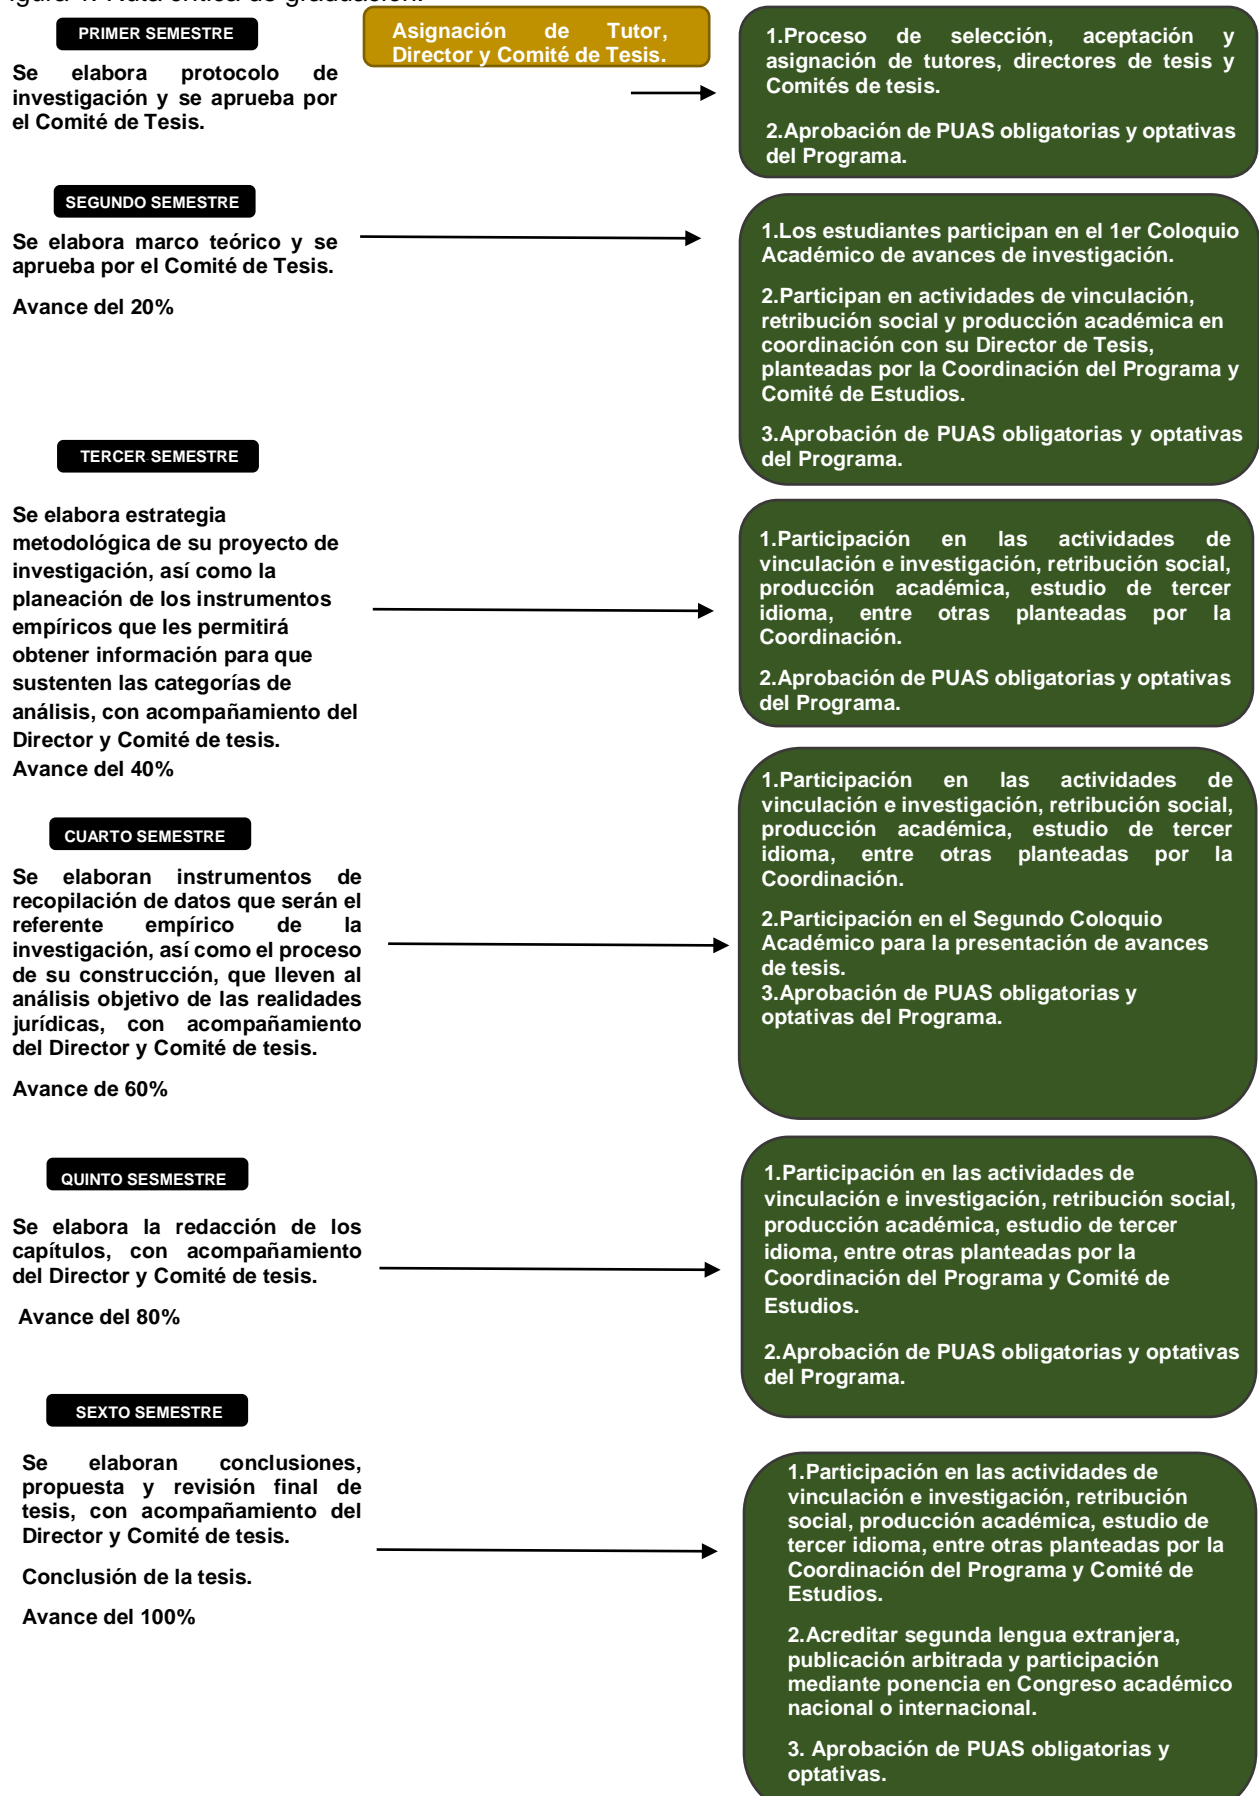 PRIMER SEMESTRE
Se elabora protocolo de
investigación y se aprueba por
el Comité de Tesis.
Asignación de Tutor,
Director y Comité de Tesis.
1.Proceso de selección, aceptación y
asignación de tutores, directores de tesis y
Comités de tesis.
2.Aprobación de PUAS obligatorias y optativas
del Programa.
SEGUNDO SEMESTRE
Se elabora marco teórico y se
aprueba por el Comité de Tesis.
Avance del 20%
1.Los estudiantes participan en el 1er Coloquio
Académico de avances de investigación.
2.Participan en actividades de vinculación,
retribución social y producción académica en
coordinación con su Director de Tesis,
planteadas por la Coordinación del Programa y
Comité de Estudios.
3.Aprobación de PUAS obligatorias y optativas
del Programa.
TERCER SEMESTRE
Se elabora estrategia
metodológica de su proyecto de
investigación, así como la
planeación de los instrumentos
empíricos que les permitirá
obtener información para que
sustenten las categorías de
análisis, con acompañamiento del
Director y Comité de tesis.
Avance del 40%
1.Participación en las actividades de
vinculación e investigación, retribución social,
producción académica, estudio de tercer
idioma, entre otras planteadas por la
Coordinación.
2.Aprobación de PUAS obligatorias y optativas
del Programa.
CUARTO SEMESTRE
Se elaboran instrumentos de
recopilación de datos que serán el
referente empírico de la
investigación, así como el proceso
de su construcción, que lleven al
análisis objetivo de las realidades
jurídicas, con acompañamiento
del Director y Comité de tesis.
Avance de 60%
1.Participación en las actividades de
vinculación e investigación, retribución social,
producción académica, estudio de tercer
idioma, entre otras planteadas por la
Coordinación.
2.Participación en el Segundo Coloquio
Académico para la presentación de avances
de tesis.
3.Aprobación de PUAS obligatorias y
optativas del Programa.
QUINTO SESMESTRE
Se elabora la redacción de los
capítulos, con acompañamiento
del Director y Comité de tesis.
Avance del 80%
1.Participación en las actividades de
vinculación e investigación, retribución social,
producción académica, estudio de tercer
idioma, entre otras planteadas por la
Coordinación del Programa y Comité de
Estudios.
2.Aprobación de PUAS obligatorias y optativas
del Programa.
SEXTO SEMESTRE
Se elaboran conclusiones,
propuesta y revisión final de
tesis, con acompañamiento del
Director y Comité de tesis.
Conclusión de la tesis.
Avance del 100%
1.Participación en las actividades de
vinculación e investigación, retribución
social, producción académica, estudio de
tercer idioma, entre otras planteadas por la
Coordinación del Programa y Comité de
Estudios.
2.Acreditar segunda lengua extranjera,
publicación arbitrada y participación
mediante ponencia en Congreso académico
nacional o internacional.
3. Aprobación de PUAS obligatorias y
optativas.